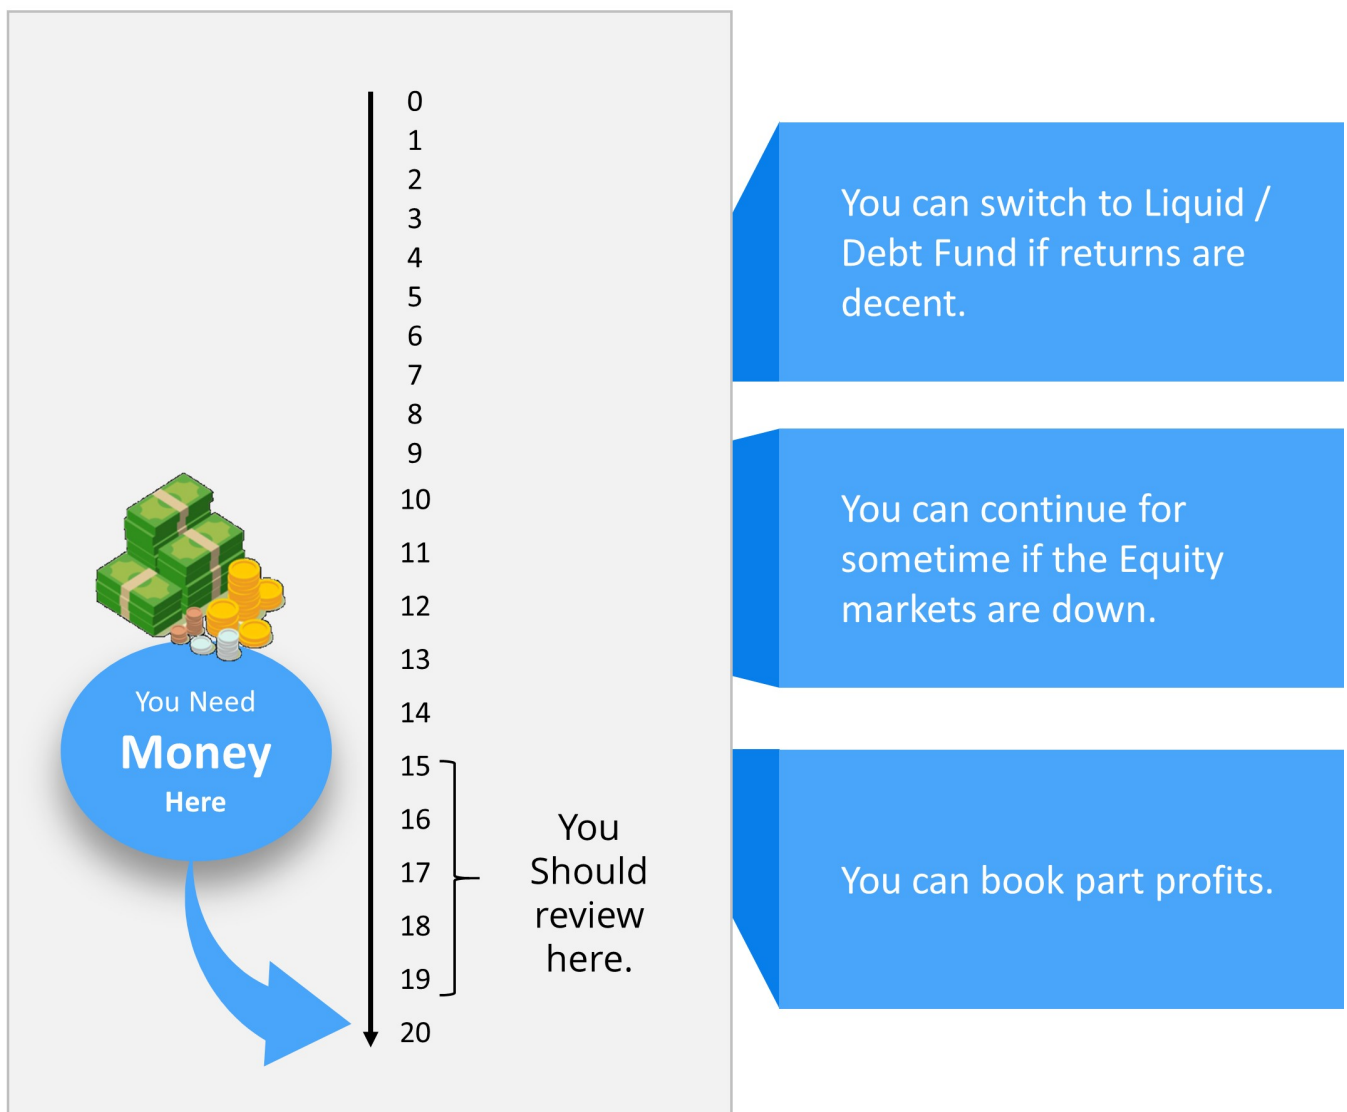 0
1
2
3
4
5
6
7
8
9
10
11
12
13
14
15
16
17
18
19
20
You Need
Money
Here
You
Should
review
here.
You can switch to Liquid /
Debt Fund if returns are
decent.
You can continue for
sometime if the Equity
markets are down.
You can book part profits.